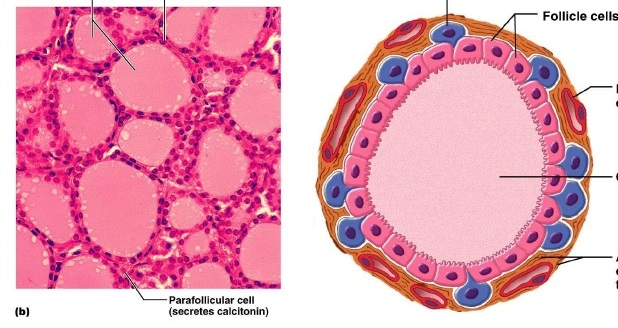 Follicle cells
Parafollicular cell
(secretes calcitonin)
(b)